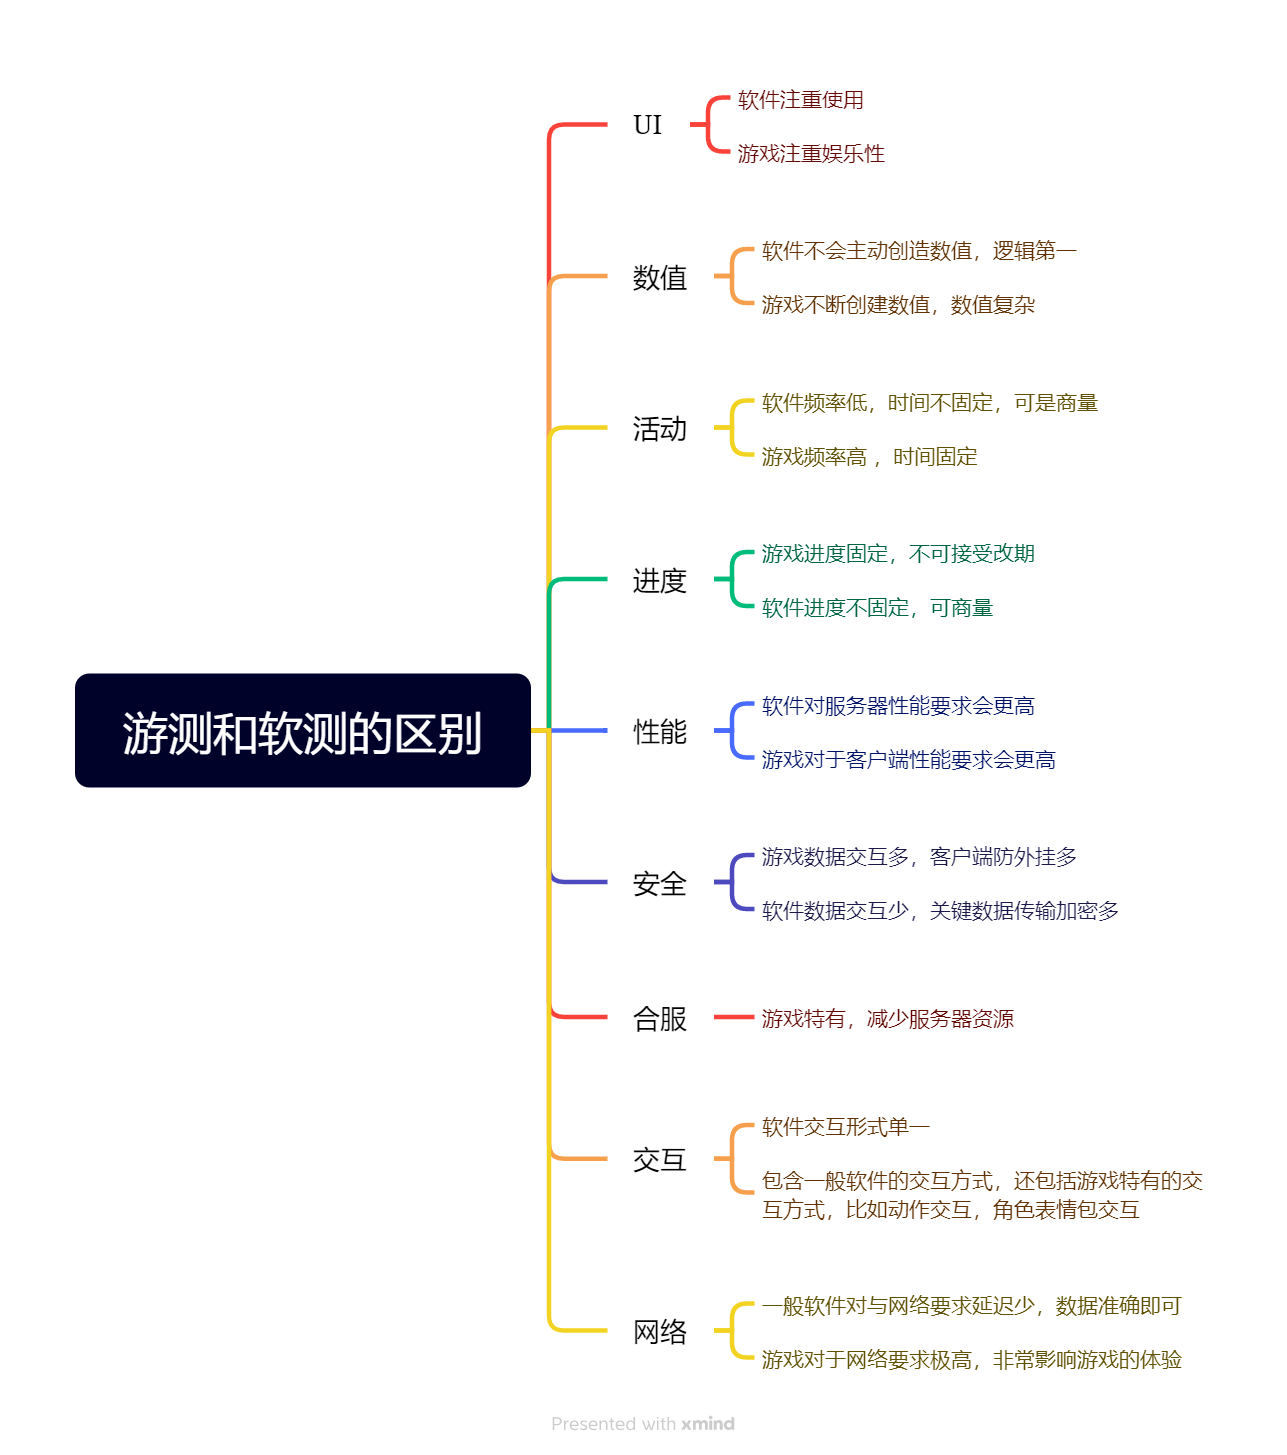 游测和软测的区别
UI
软件注重使用
游戏注重娱乐性
数值
软件不会主动创造数值，逻辑第一
游戏不断创建数值，数值复杂
活动
软件频率低，时间不固定，可是商量
游戏频率高 ，时间固定
进度
游戏进度固定，不可接受改期
软件进度不固定，可商量
性能
软件对服务器性能要求会更高
游戏对于客户端性能要求会更高
安全
游戏数据交互多，客户端防外挂多
软件数据交互少，关键数据传输加密多
合服
游戏特有，减少服务器资源
交互
软件交互形式单一
包含一般软件的交互方式，还包括游戏特有的交
互方式，比如动作交互，角色表情包交互
网络
一般软件对与网络要求延迟少，数据准确即可
游戏对于网络要求极高，非常影响游戏的体验
Presented with xmind